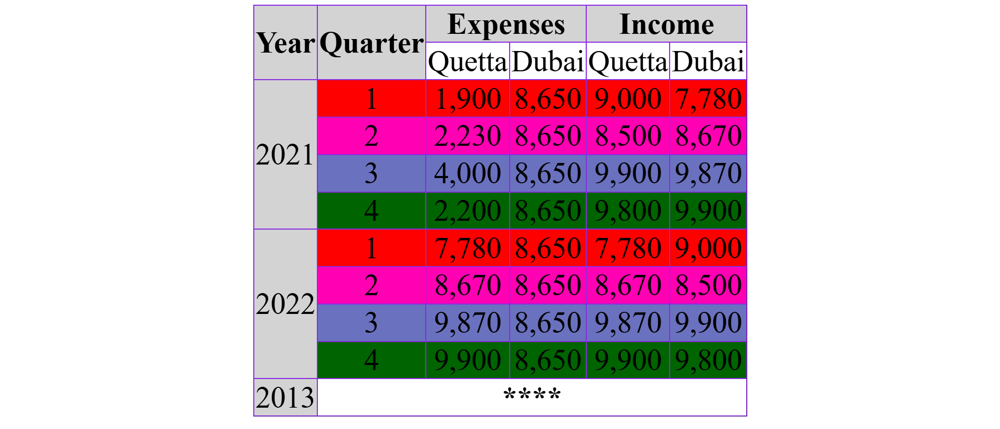 Year Quarter Expenses Income
Quetta Dubai Quetta Dubai
2021 1 1,900 8,650 9,000 7,780
2 2,230 8,650 8,500 8,670
3 4,000 8,650 9,900 9,870
4 2,200 8,650 9,800 9,900
2022 1 7,780 8,650 7,780 9,000
2 8,670 8,650 8,670 8,500
3 9,870 8,650 9,870 9,900
4 9,900 8,650 9,900 9,800
2013 ****